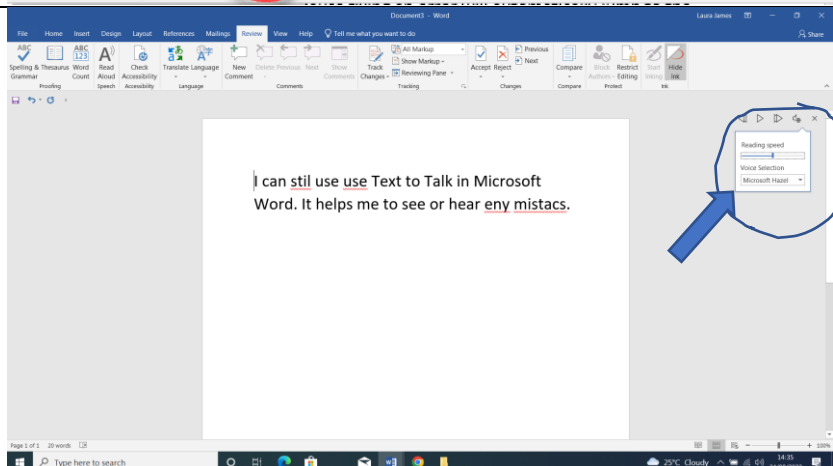 Document3 - Word
Laura James
File Home Insert Design Layout References Mailings Review View Help Tell me what you want to do
Share
Spelling & Grammar
Thesaurus
Word Count
Read Aloud
Check Accessibility
Translate
Language
New Comment
Delete
Previous
Next
Show Comments
Track Changes
All Markup
Show Markup
Reviewing Pane
Accept
Reject
Previous
Next
Compare
Block Authors
Restrict Editing
Start Inking
Hide Ink
Proofing Speech Accessibility Language Comments Tracking Changes Compare Protect Ink
Reading speed
Voice Selection
Microsoft Hazel
I can stil use use Text to Talk in Microsoft
Word. It helps me to see or hear eny mistacs.
Page 1 of 1 20 words
100%
Type here to search
25°C Cloudy
14:35